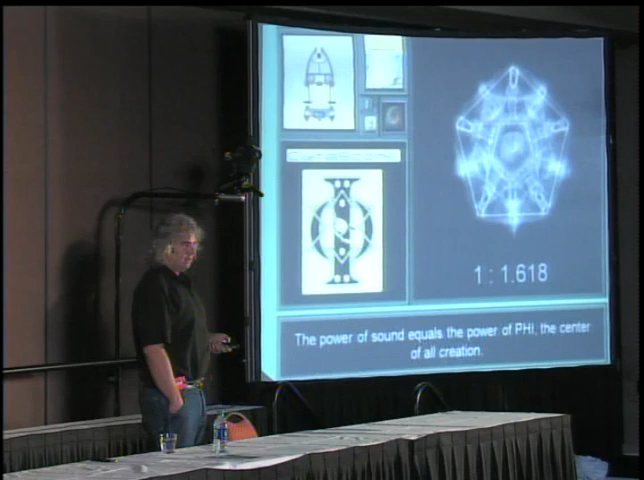 1 : 1.618
The power of sound equals the power of PHI, the center
of all creation.